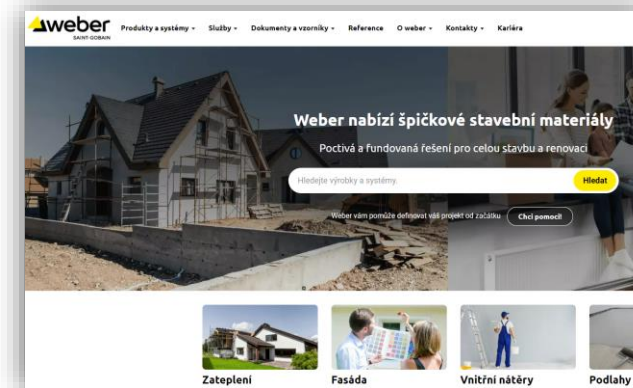 weber
SAINT-GOBAIN
Produkty a systémy
Služby
Dokumenty a vzorníky
Reference
O weber
Kontakty
Kariéra
Weber nabízí špičkové stavební materiály
Poctivá a fundovaná řešení pro celou stavbu a renovaci
Hledejte výrobky a systémy.
Hledat
Weber vám pomůže definovat váš projekt od začátku
Chci pomoci!
Zateplení
Fasáda
Vnitřní nátěry
Podlahy